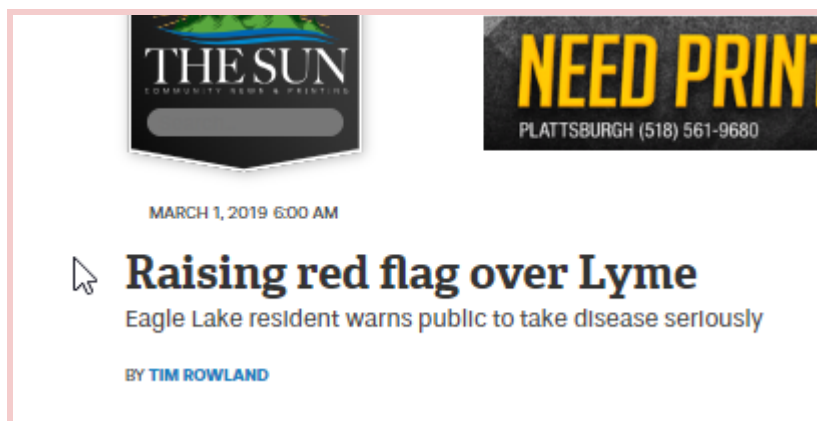 THE SUN
COMMUNITY NEWS & PRINTING
NEED PRINT
PLATTSBURGH (518) 561-9680
MARCH 1, 2019 6:00 AM
Raising red flag over Lyme
Eagle Lake resident warns public to take disease seriously
BY TIM ROWLAND